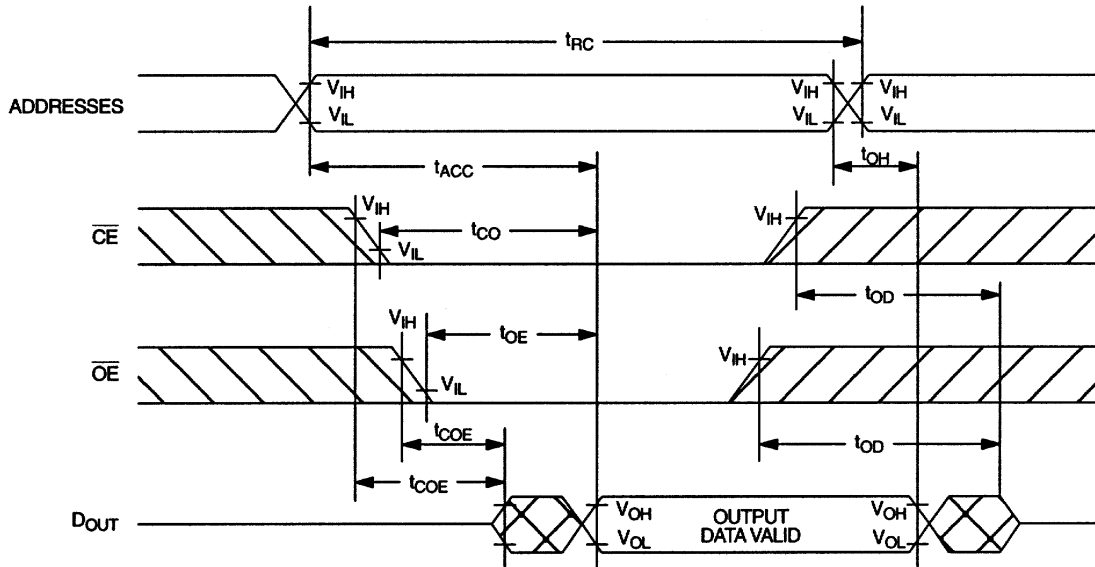 tRC
ADDRESSES
VIH
VIL
VIH
VIL
VIH
VIL
tACC
tOH
CE
VIH
VIL
tCO
VIH
tOD
OE
VIH
VIL
tOE
VIH
tCOE
tOD
tCOE
DOUT
VOH
VOL
OUTPUT
DATA VALID
VOH
VOL